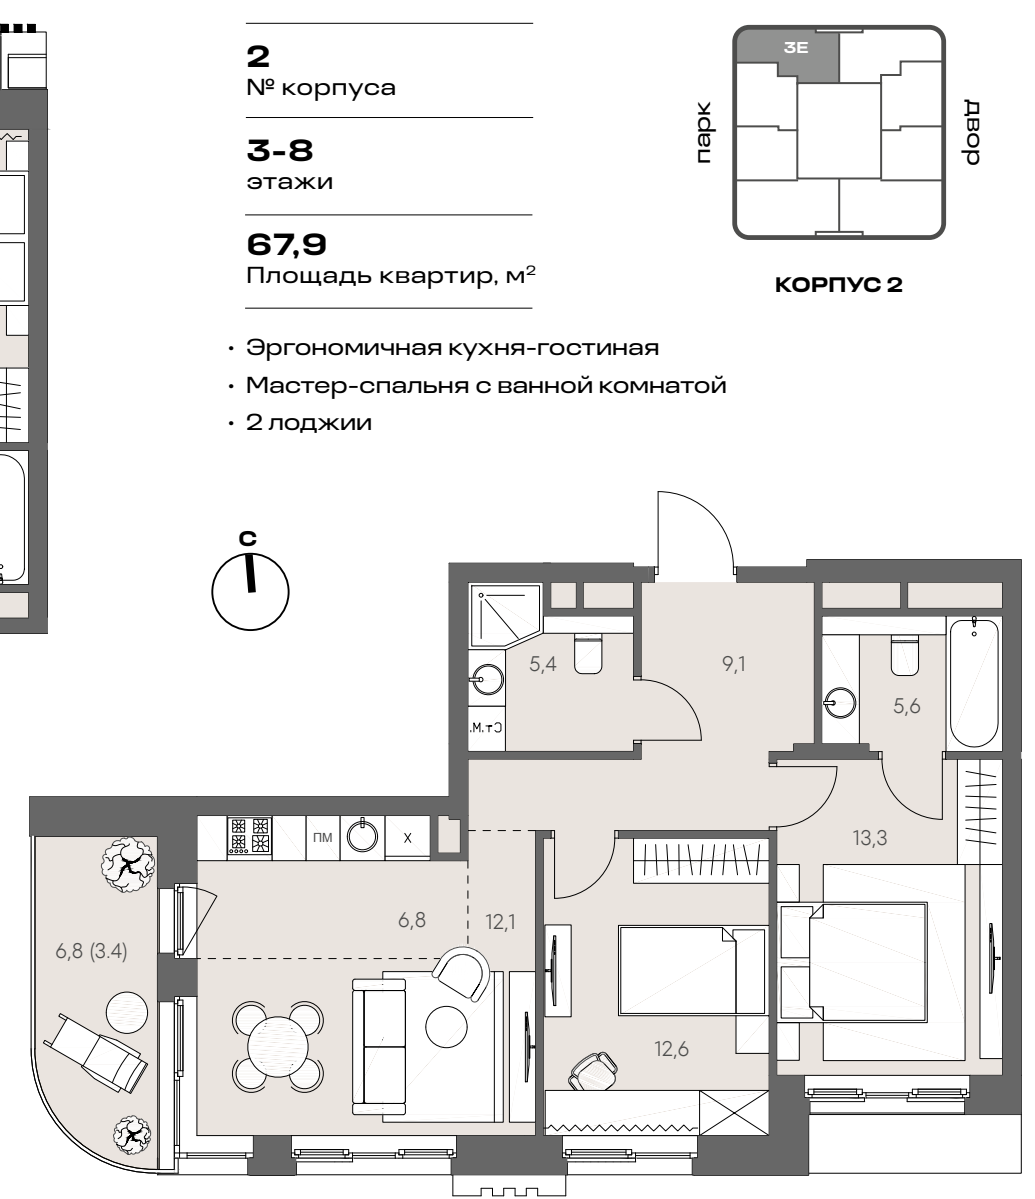 2
№ корпуса
3-8
этажи
67,9
Площадь квартир, м²
• Эргономичная кухня-гостиная
• Мастер-спальня с ванной комнатой
• 2 лоджии
3Е
парк
двор
КОРПУС 2
С
5,4
9,1
5,6
Ст.М.
13,3
ПМ
Х
6,8
12,1
6,8 (3.4)
12,6